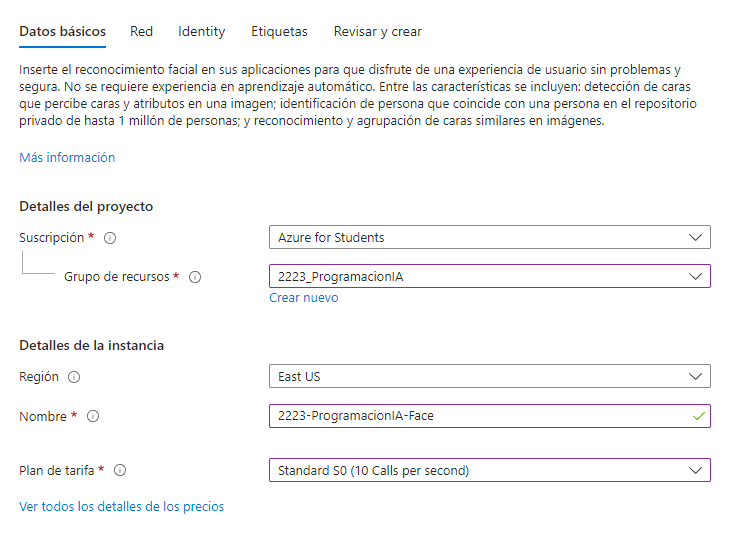 Datos básicos Red Identity Etiquetas Revisar y crear
Inserte el reconocimiento facial en sus aplicaciones para que disfrute de una experiencia de usuario sin problemas y
segura. No se requiere experiencia en aprendizaje automático. Entre las características se incluyen: detección de caras
que percibe caras y atributos en una imagen; identificación de persona que coincide con una persona en el repositorio
privado de hasta 1 millón de personas; y reconocimiento y agrupación de caras similares en imágenes.
Más información
Detalles del proyecto
Suscripción * Azure for Students
Grupo de recursos * 2223_ProgramacionIA
Crear nuevo
Detalles de la instancia
Región East US
Nombre * 2223-ProgramacionIA-Face
Plan de tarifa * Standard S0 (10 Calls per second)
Ver todos los detalles de los precios